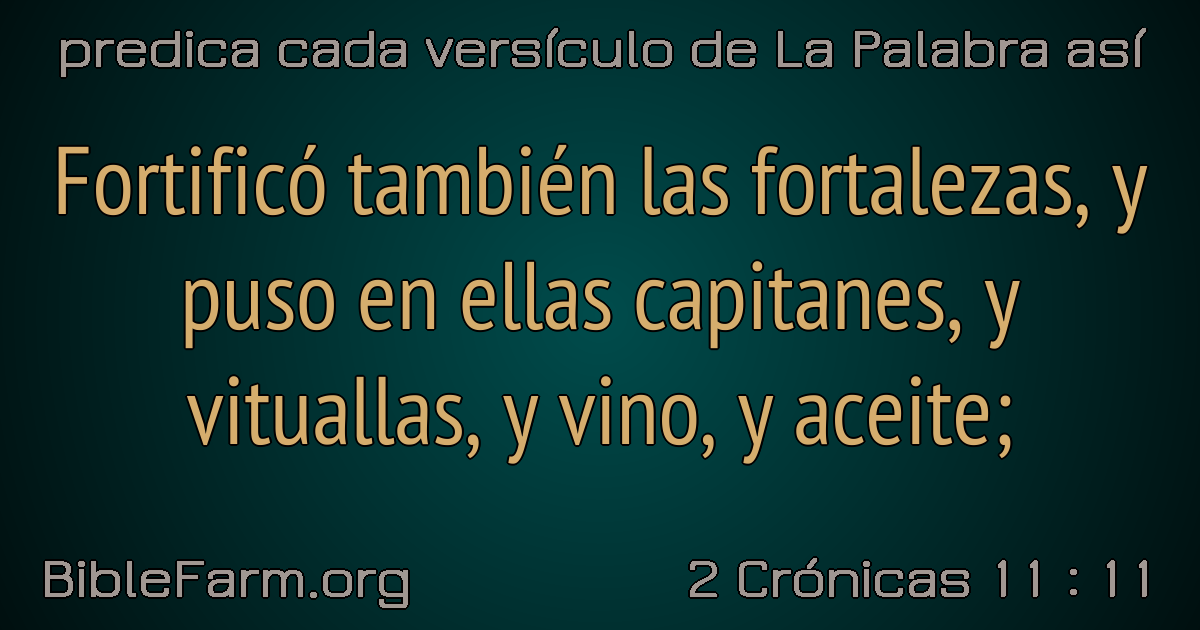 predica cada versículo de La Palabra así
Fortificó también las fortalezas, y
puso en ellas capitanes, y
vituallas, y vino, y aceite;
BibleFarm.org
2 Crónicas 11 : 11